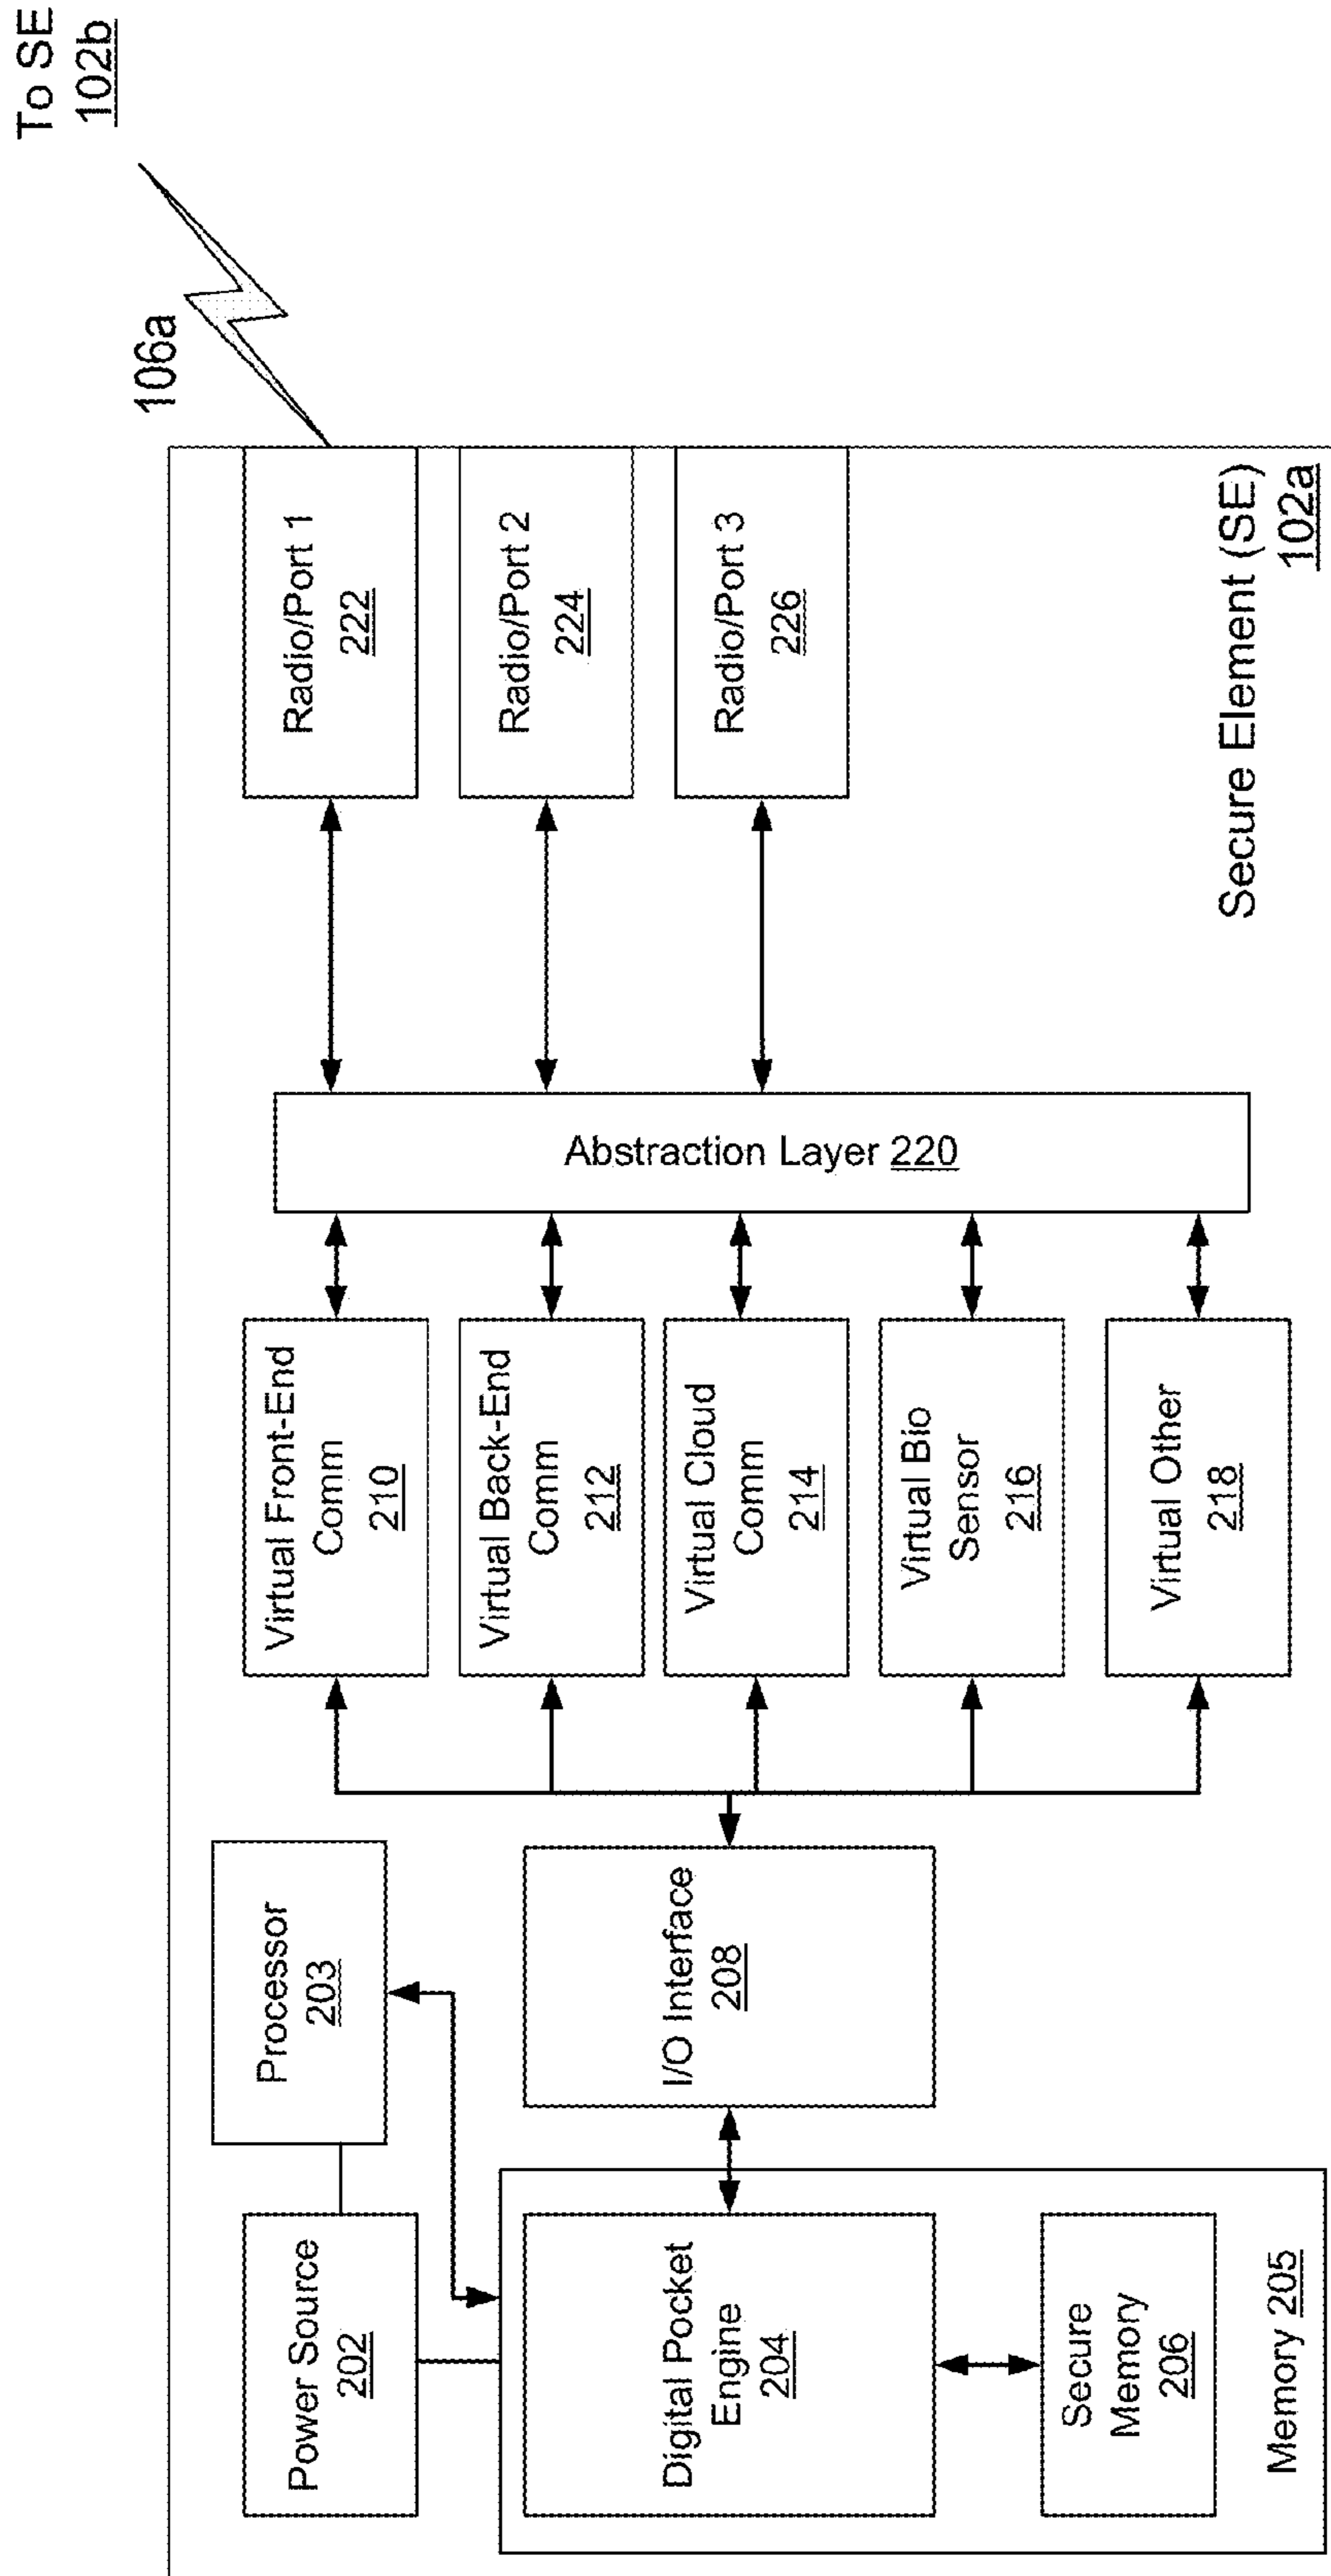 To SE
102b
106a
Power Source
202
Processor
203
Digital Pocket
Engine
204
Secure
Memory
206
Memory 205
I/O Interface
208
Virtual Front-End
Comm
210
Virtual Back-End
Comm
212
Virtual Cloud
Comm
214
Virtual Bio
Sensor
216
Virtual Other
218
Abstraction Layer 220
Radio/Port 1
222
Radio/Port 2
224
Radio/Port 3
226
Secure Element (SE)
102a